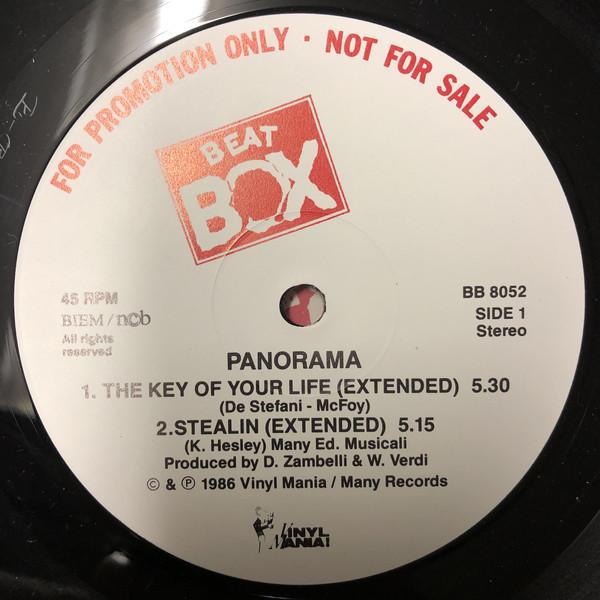 FOR PROMOTION ONLY · NOT FOR SALE
BEAT
BOX
45 RPM
BIEM / ncb
All rights
reserved
BB 8052
SIDE 1
Stereo
PANORAMA
1. THE KEY OF YOUR LIFE (EXTENDED) 5.30
(De Stefani - McFoy)
2.STEALIN (EXTENDED) 5.15
(K. Hesley) Many Ed. Musicali
Produced by D. Zambelli & W. Verdi
© & ℗ 1986 Vinyl Mania / Many Records
VINYL
MANIA!